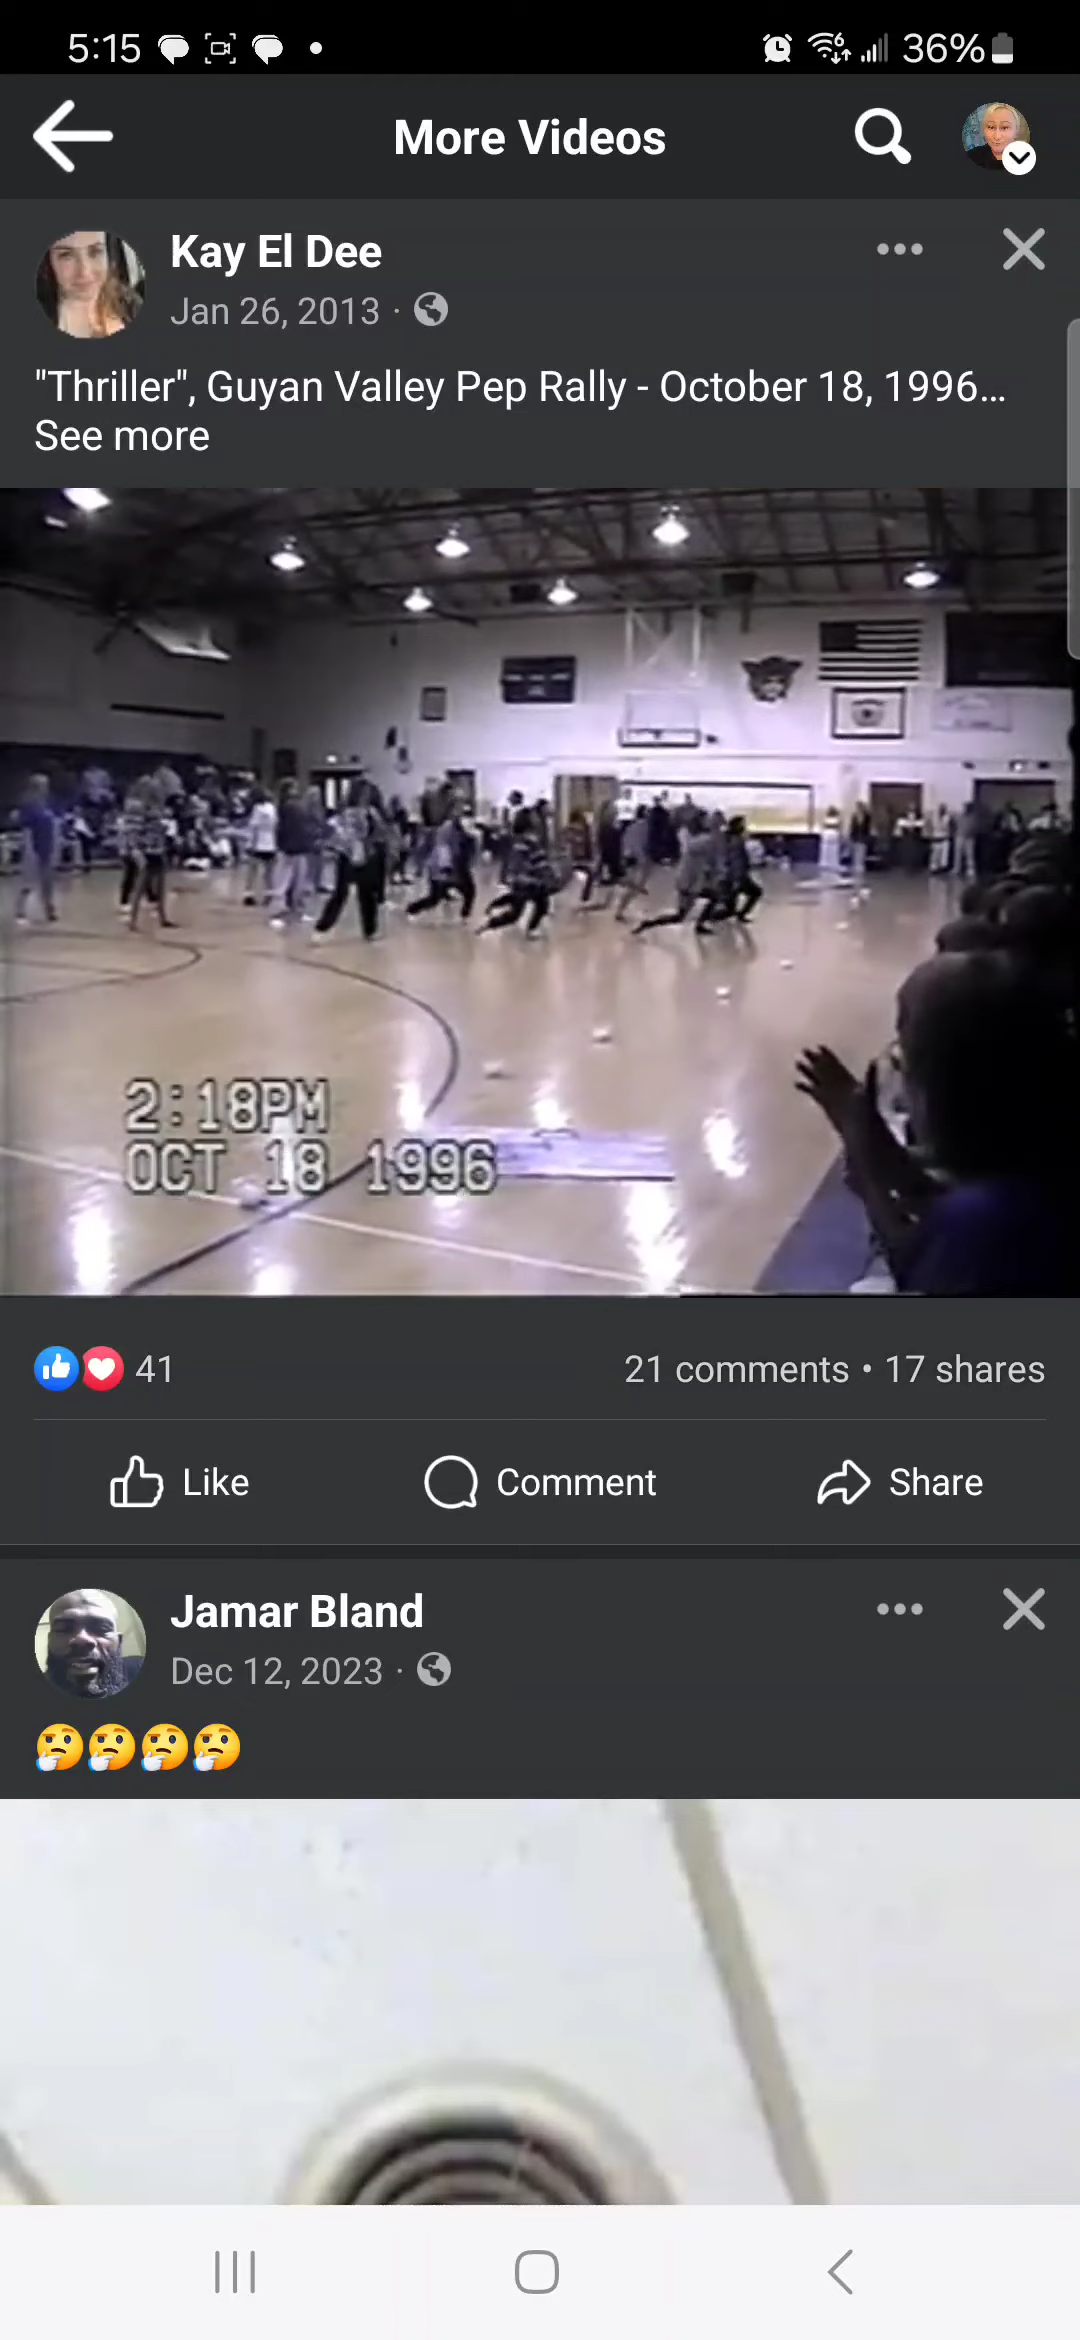 5:15
36%
More Videos
Kay El Dee
Jan 26, 2013 ·
"Thriller", Guyan Valley Pep Rally - October 18, 1996...
See more
2:18PM
OCT 18 1996
41
21 comments • 17 shares
Like
Comment
Share
Jamar Bland
Dec 12, 2023 ·
🤔🤔🤔🤔